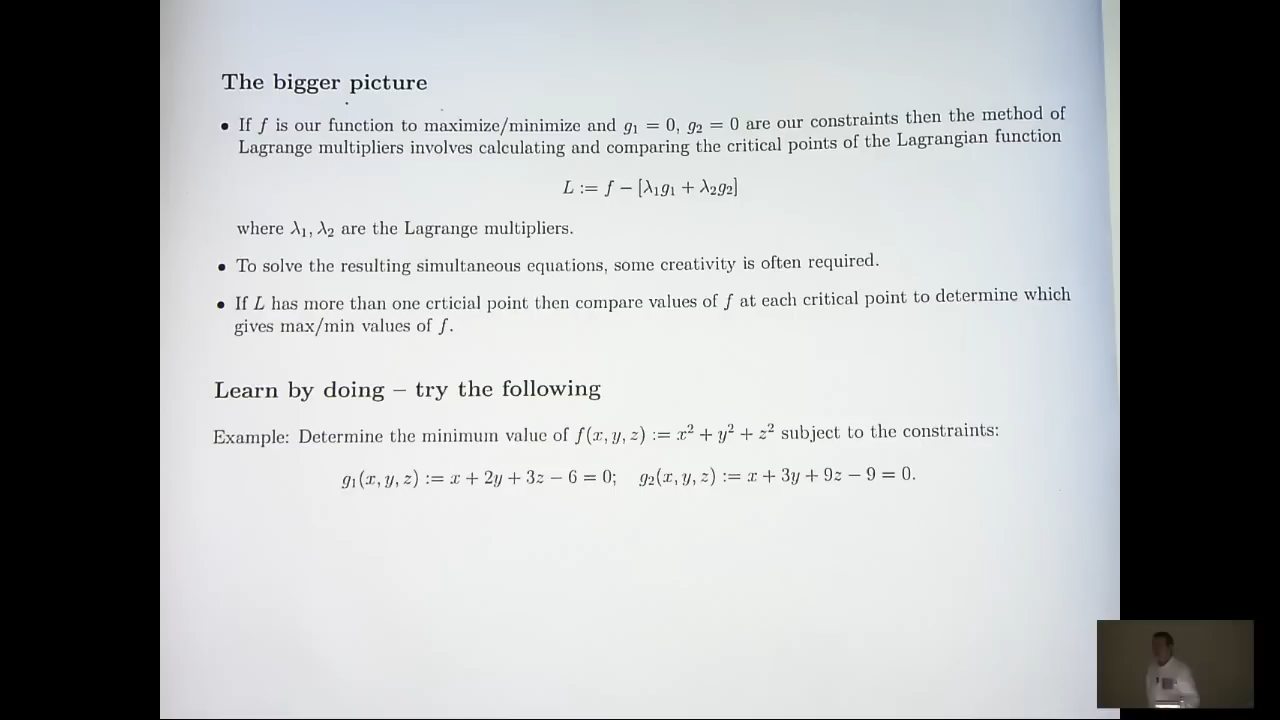 The bigger picture
• If f is our function to maximize/minimize and g₁ = 0, g₂ = 0 are our constraints then the method of
Lagrange multipliers involves calculating and comparing the critical points of the Lagrangian function
L := f − [λ₁g₁ + λ₂g₂]
where λ₁, λ₂ are the Lagrange multipliers.
• To solve the resulting simultaneous equations, some creativity is often required.
• If L has more than one crticial point then compare values of f at each critical point to determine which
gives max/min values of f.
Learn by doing – try the following
Example: Determine the minimum value of f(x, y, z) := x² + y² + z² subject to the constraints:
g₁(x, y, z) := x + 2y + 3z − 6 = 0; g₂(x, y, z) := x + 3y + 9z − 9 = 0.